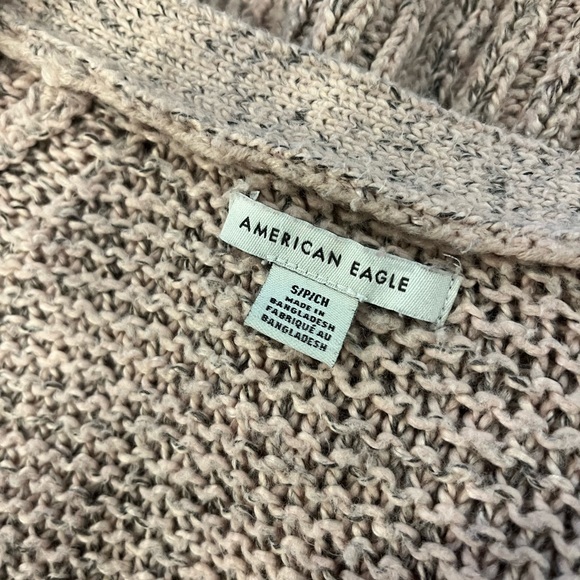 AMERICAN EAGLE
S/P/CH
MADE IN
BANGLADESH
FABRIQUÉ AU
BANGLADESH